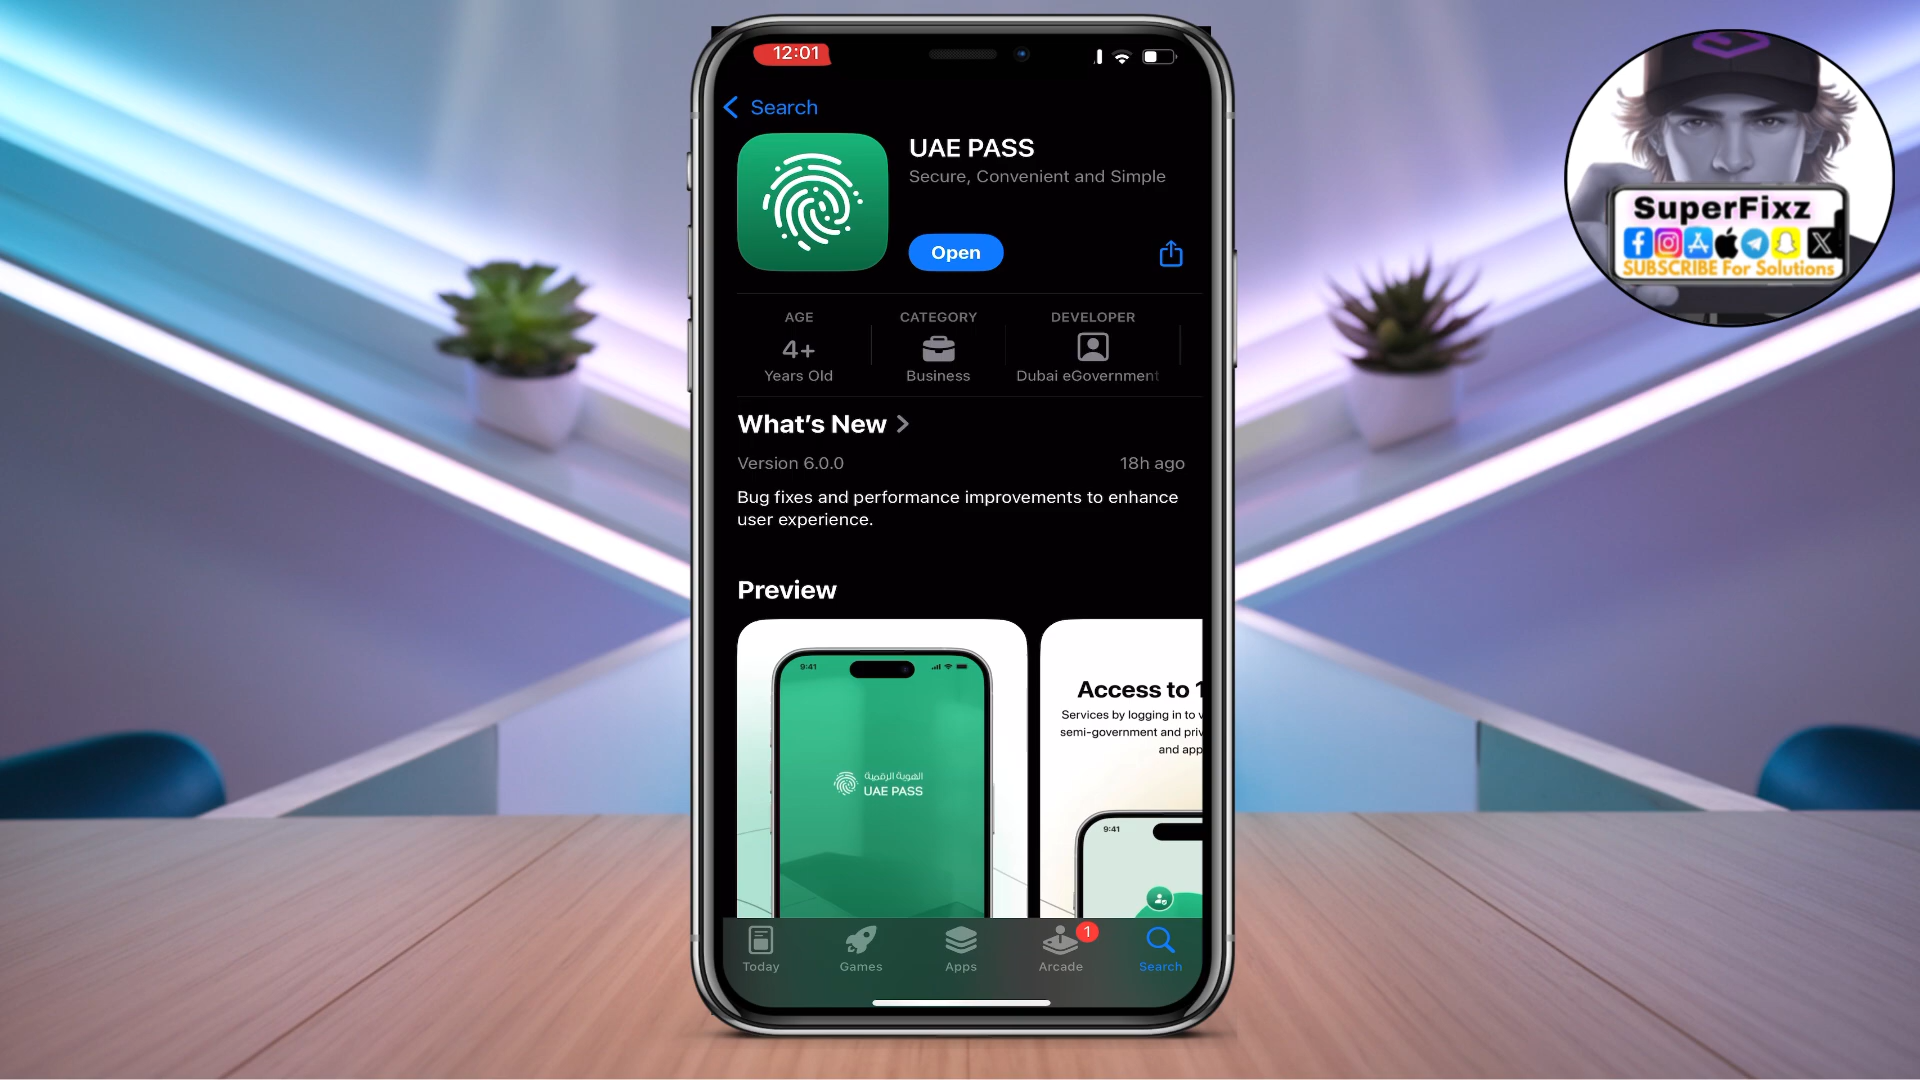 12:01
Search
UAE PASS
Secure, Convenient and Simple
Open
AGE
4+
Years Old
CATEGORY
Business
DEVELOPER
Dubai eGovernment
What's New
Version 6.0.0
18h ago
Bug fixes and performance improvements to enhance
user experience.
Preview
9:41
الهوية الرقمية
UAE PASS
Access to 1
Services by logging in to
semi-government and priv
and app
9:41
Today
Games
Apps
Arcade
1
Search
SuperFixz
SUBSCRIBE For Solutions